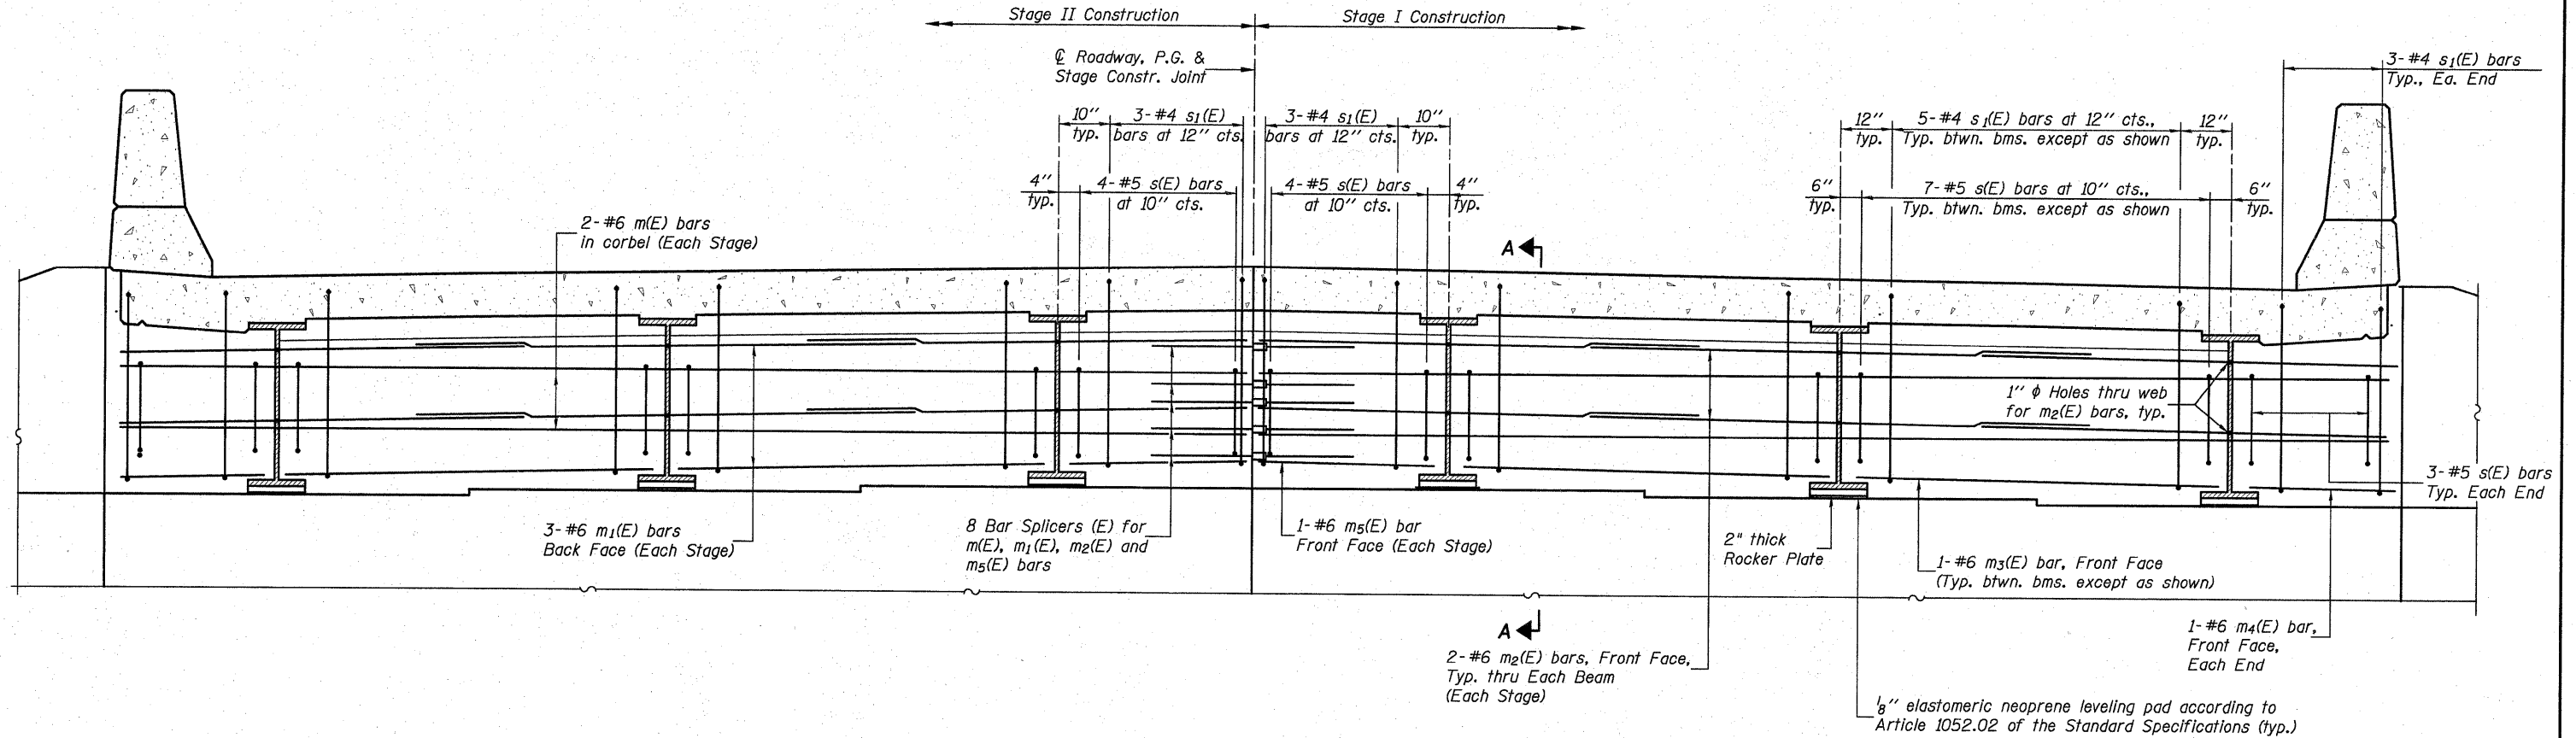 Stage II Construction
Stage I Construction
℄ Roadway, P.G. &
Stage Constr. Joint
3-#4 s1(E) bars
Typ., Ea. End
10"
typ.
3-#4 s1(E)
bars at 12" cts.
3-#4 s1(E)
bars at 12" cts.
10"
typ.
12"
typ.
5-#4 s1(E) bars at 12" cts.,
Typ. btwn. bms. except as shown
12"
typ.
4"
typ.
4-#5 s(E) bars
at 10" cts.
4-#5 s(E) bars
at 10" cts.
4"
typ.
6"
typ.
7-#5 s(E) bars at 10" cts.,
Typ. btwn. bms. except as shown
6"
typ.
2-#6 m(E) bars
in corbel (Each Stage)
A
1" ϕ Holes thru web
for m2(E) bars, typ.
3-#5 s(E) bars
Typ. Each End
3-#6 m1(E) bars
Back Face (Each Stage)
8 Bar Splicers (E) for
m(E), m1(E), m2(E) and
m5(E) bars
1-#6 m5(E) bar
Front Face (Each Stage)
2" thick
Rocker Plate
1-#6 m3(E) bar, Front Face
(Typ. btwn. bms. except as shown)
A
2-#6 m2(E) bars, Front Face,
Typ. thru Each Beam
(Each Stage)
1-#6 m4(E) bar,
Front Face,
Each End
1/8" elastomeric neoprene leveling pad according to
Article 1052.02 of the Standard Specifications (typ.)